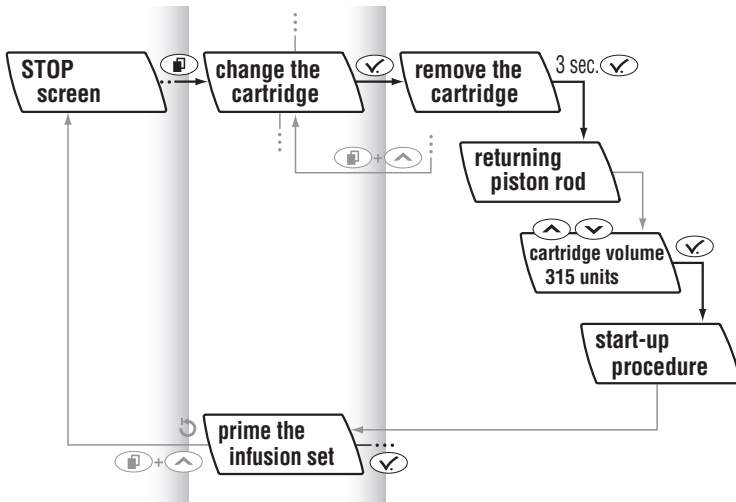 STOP
screen
change the
cartridge
remove the
cartridge
3 sec.
returning
piston rod
cartridge volume
315 units
start-up
procedure
prime the
infusion set
+
+